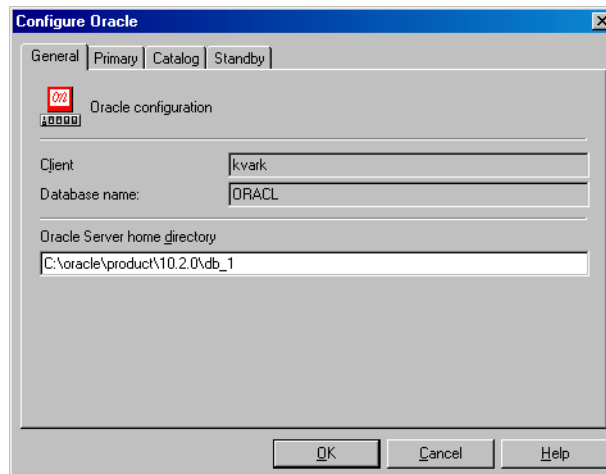 Configure Oracle
General Primary Catalog Standby
Oracle configuration
Client kvark
Database name: ORACL
Oracle Server home directory
C:\oracle\product\10.2.0\db_1
OK Cancel Help